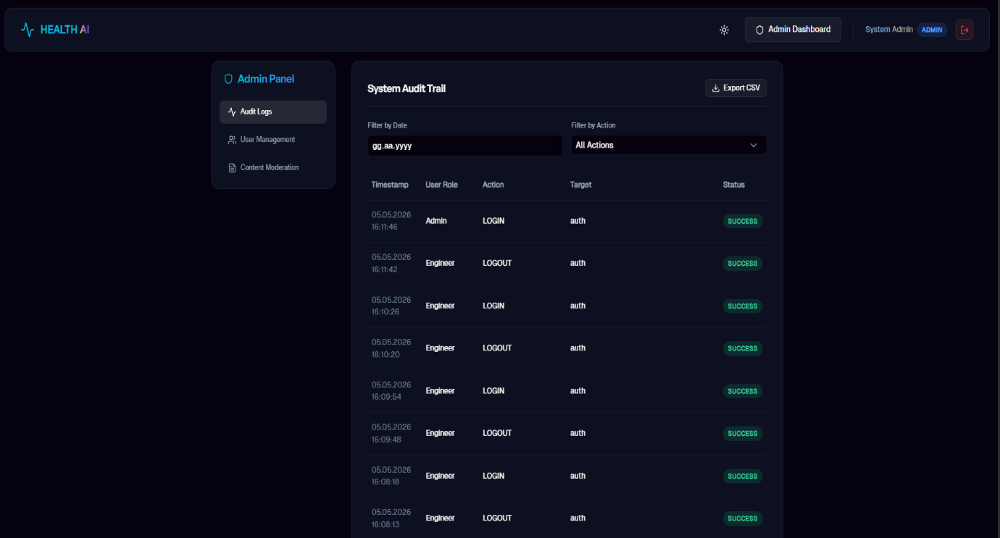 HEALTH AI
Admin Dashboard
System Admin ADMIN
Admin Panel
Audit Logs
User Management
Content Moderation
System Audit Trail
Export CSV
Filter by Date
Filter by Action
gg.aa.yyyy
All Actions
Timestamp User Role Action Target Status
05.05.2026
16:11:46
Admin LOGIN auth SUCCESS
05.05.2026
16:11:42
Engineer LOGOUT auth SUCCESS
05.05.2026
16:10:26
Engineer LOGIN auth SUCCESS
05.05.2026
16:10:20
Engineer LOGOUT auth SUCCESS
05.05.2026
16:09:54
Engineer LOGIN auth SUCCESS
05.05.2026
16:09:48
Engineer LOGOUT auth SUCCESS
05.05.2026
16:08:18
Engineer LOGIN auth SUCCESS
05.05.2026
16:08:13
Engineer LOGOUT auth SUCCESS